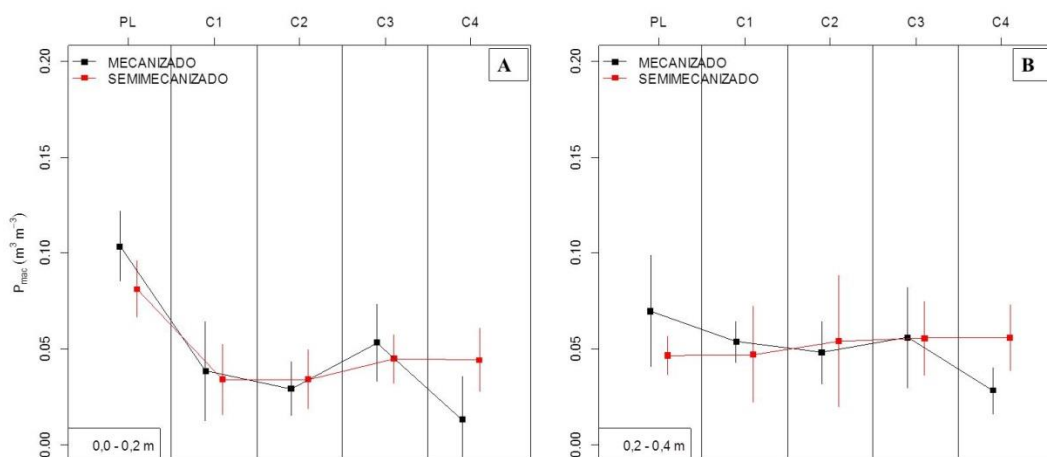 PL C1 C2 C3 C4
MECANIZADO
SEMIMECANIZADO
A
0.20
0.15
0.10
0.05
0.00
P mac (m³ m⁻³)
0,0 - 0,2 m
PL C1 C2 C3 C4
MECANIZADO
SEMIMECANIZADO
B
0.20
0.15
0.10
0.05
0.00
0,2 - 0,4 m